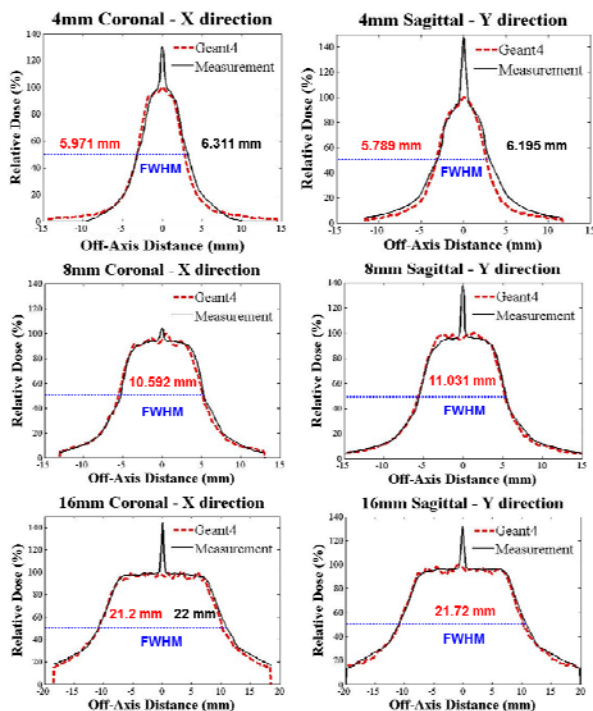 4mm Coronal - X direction
140
120
100
80
60
40
20
0
Relative Dose (%)
Geant4
Measurement
5.971 mm
6.311 mm
FWHM
-15 -10 -5 0 5 10 15
Off-Axis Distance (mm)
4mm Sagittal - Y direction
140
120
100
80
60
40
20
0
Relative Dose (%)
Geant4
Measurement
5.789 mm
6.195 mm
FWHM
-15 -10 -5 0 5 10 15
Off-Axis Distance (mm)
8mm Coronal - X direction
140
120
100
80
60
40
20
0
Relative Dose (%)
Geant4
Measurement
10.592 mm
FWHM
-15 -10 -5 0 5 10 15
Off-Axis Distance (mm)
8mm Sagittal - Y direction
140
120
100
80
60
40
20
0
Relative Dose (%)
Geant4
Measurement
11.031 mm
FWHM
-15 -10 -5 0 5 10 15
Off-Axis Distance (mm)
16mm Coronal - X direction
140
120
100
80
60
40
20
0
Relative Dose (%)
Geant4
Measurement
21.2 mm
22 mm
FWHM
-20 -15 -10 -5 0 5 10 15 20
Off-Axis Distance (mm)
16mm Sagittal - Y direction
140
120
100
80
60
40
20
0
Relative Dose (%)
Geant4
Measurement
21.72 mm
FWHM
-20 -15 -10 -5 0 5 10 15 20
Off-Axis Distance (mm)